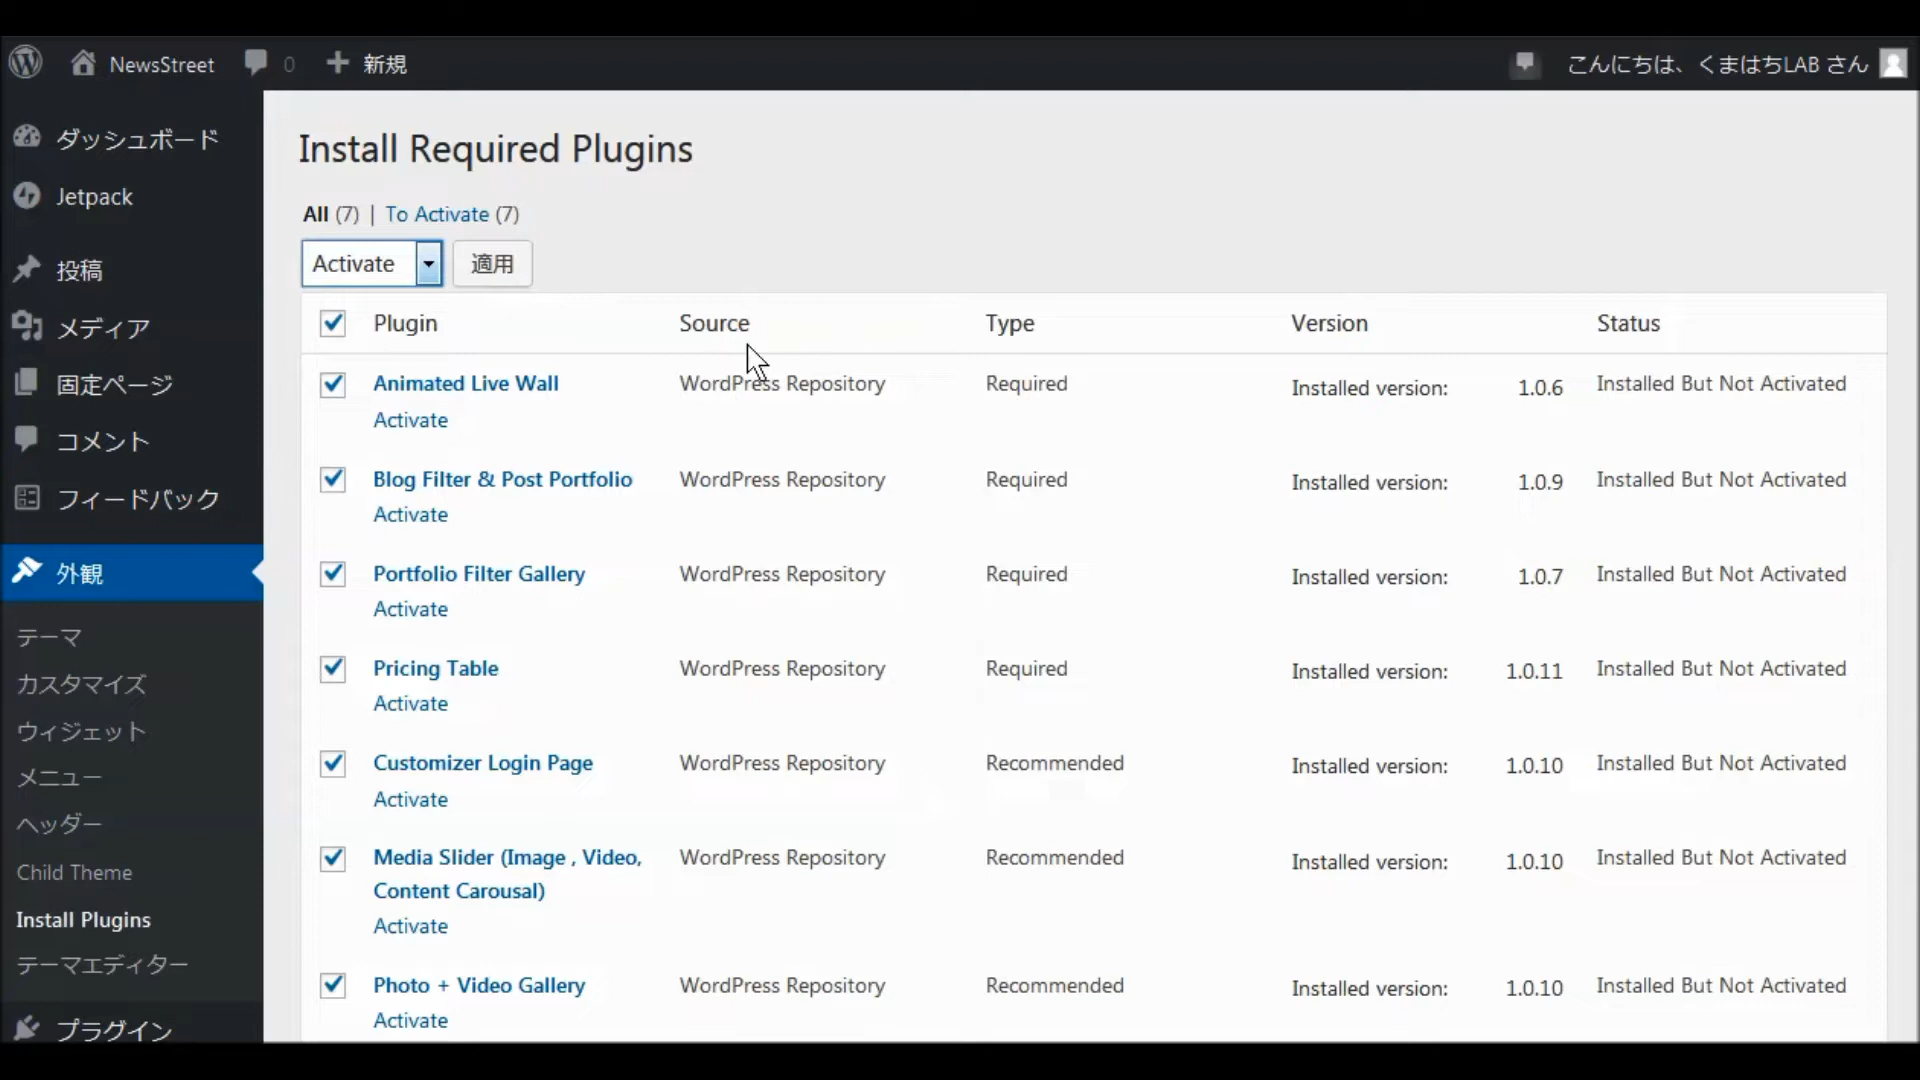 NewsStreet 0 新規 こんにちは、くまはちLAB さん
ダッシュボード
Jetpack
投稿
メディア
固定ページ
コメント
フィードバック
外観
テーマ
カスタマイズ
ウィジェット
メニュー
ヘッダー
Child Theme
Install Plugins
テーマエディター
プラグイン
Install Required Plugins
All (7) | To Activate (7)
Activate 適用
Plugin Source Type Version Status
Animated Live Wall WordPress Repository Required Installed version: 1.0.6 Installed But Not Activated
Activate
Blog Filter & Post Portfolio WordPress Repository Required Installed version: 1.0.9 Installed But Not Activated
Activate
Portfolio Filter Gallery WordPress Repository Required Installed version: 1.0.7 Installed But Not Activated
Activate
Pricing Table WordPress Repository Required Installed version: 1.0.11 Installed But Not Activated
Activate
Customizer Login Page WordPress Repository Recommended Installed version: 1.0.10 Installed But Not Activated
Activate
Media Slider (Image , Video, WordPress Repository Recommended Installed version: 1.0.10 Installed But Not Activated
Content Carousal)
Activate
Photo + Video Gallery WordPress Repository Recommended Installed version: 1.0.10 Installed But Not Activated
Activate